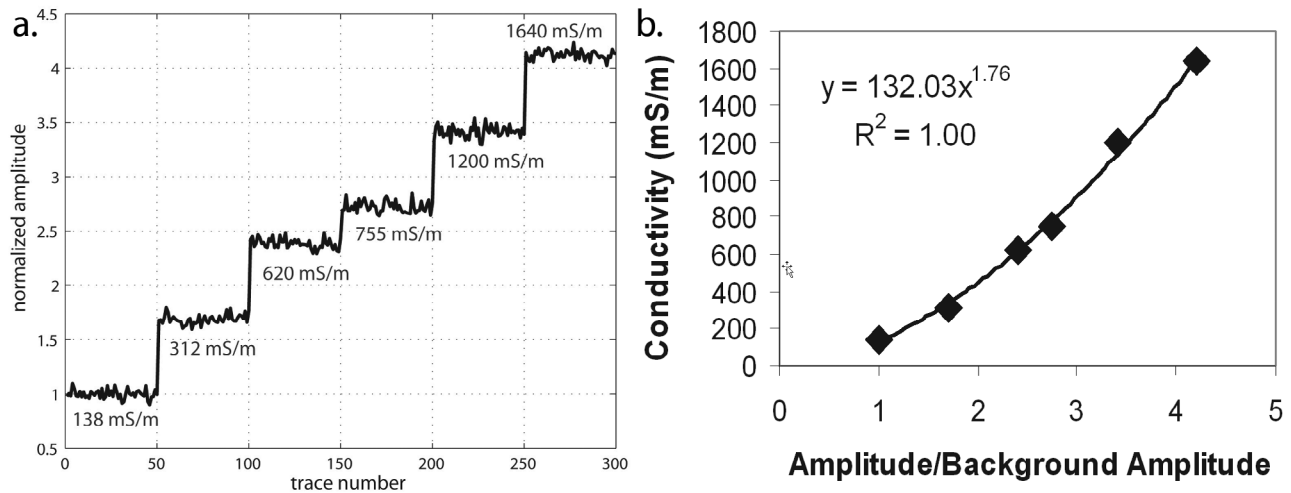 a.
4.5
4
3.5
3
2.5
2
1.5
1
0.5
normalized amplitude
1640 mS/m
1200 mS/m
755 mS/m
620 mS/m
312 mS/m
138 mS/m
0 50 100 150 200 250 300
trace number
b.
1800
1600
1400
1200
1000
800
600
400
200
0
Conductivity (mS/m)
y = 132.03x^1.76
R² = 1.00
0 1 2 3 4 5
Amplitude/Background Amplitude